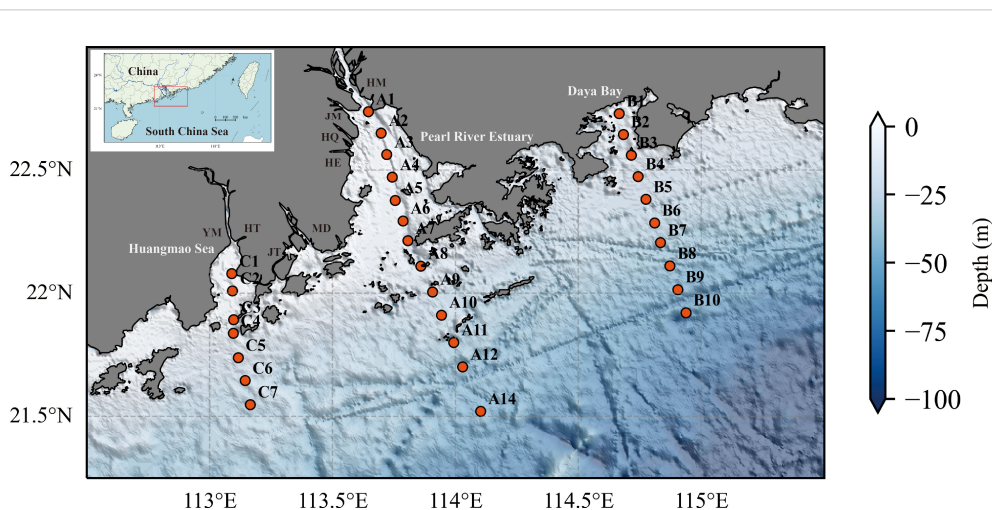 China
South China Sea
HM
A1
JM
A2
HQ
A3
Pearl River Estuary
HE
A4
A5
A6
A7
A8
A9
A10
A11
A12
A14
Daya Bay
B1
B2
B3
B4
B5
B6
B7
B8
B9
B10
YM
HT
MD
Huangmao Sea
JT
C1
C2
C4
C5
C6
C7
22.5°N
22°N
21.5°N
113°E
113.5°E
114°E
114.5°E
115°E
0
−25
−50
−75
−100
Depth (m)